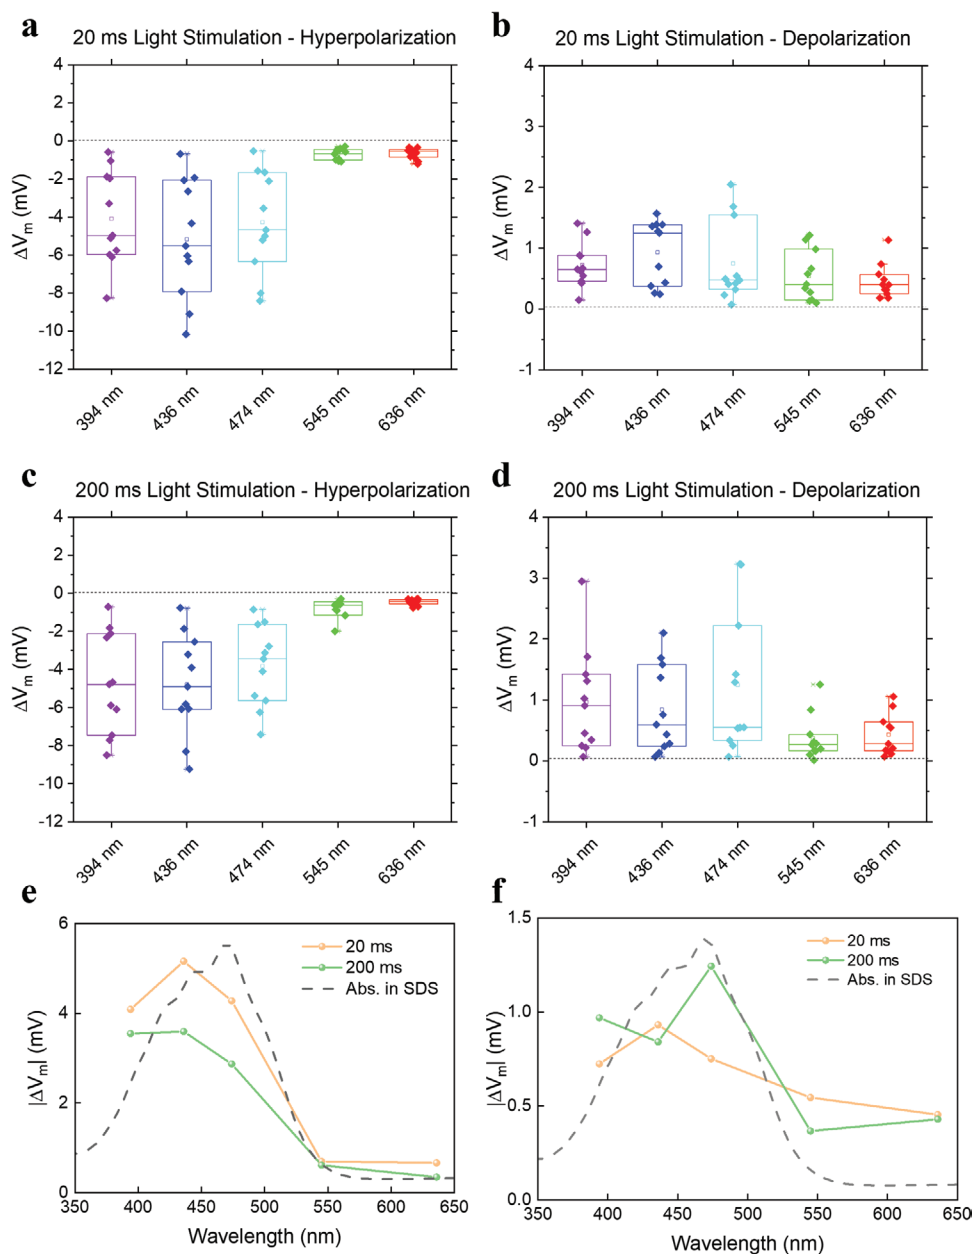 a
20 ms Light Stimulation - Hyperpolarization
4
2
0
-2
-4
-6
-8
-10
-12
ΔVm (mV)
394 nm
436 nm
474 nm
545 nm
636 nm
b
20 ms Light Stimulation - Depolarization
4
3
2
1
0
-1
ΔVm (mV)
394 nm
436 nm
474 nm
545 nm
636 nm
c
200 ms Light Stimulation - Hyperpolarization
4
2
0
-2
-4
-6
-8
-10
-12
ΔVm (mV)
394 nm
436 nm
474 nm
545 nm
636 nm
d
200 ms Light Stimulation - Depolarization
4
3
2
1
0
-1
ΔVm (mV)
394 nm
436 nm
474 nm
545 nm
636 nm
e
6
4
2
0
|ΔVm| (mV)
20 ms
200 ms
Abs. in SDS
350 400 450 500 550 600 650
Wavelength (nm)
f
1.5
1.0
0.5
0.0
|ΔVm| (mV)
20 ms
200 ms
Abs. in SDS
350 400 450 500 550 600 650
Wavelength (nm)